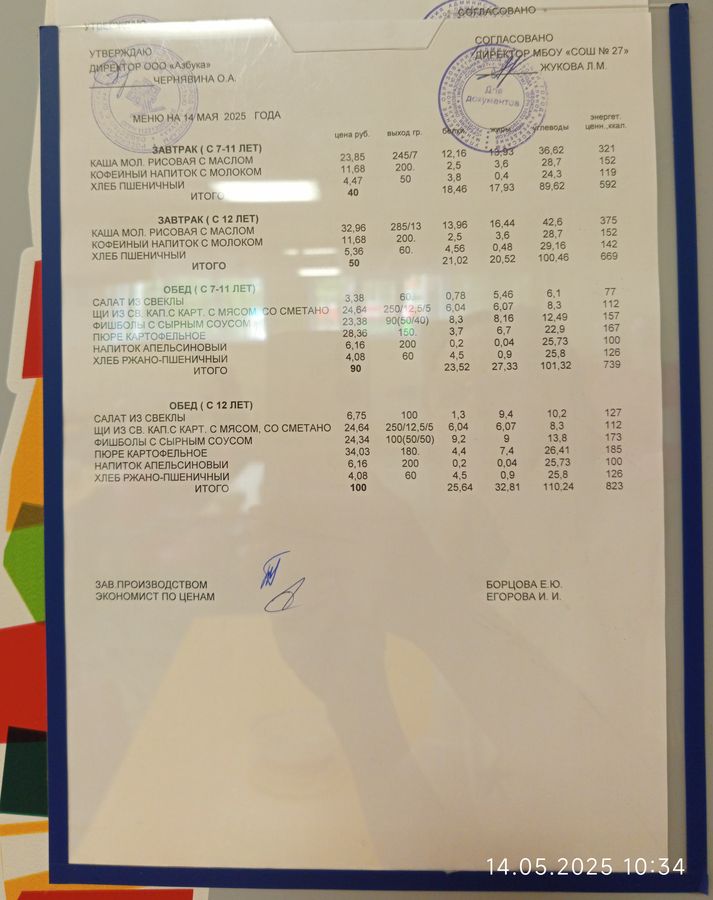 УТВЕРЖДАЮ
СОГЛАСОВАНО
УТВЕРЖДАЮ
СОГЛАСОВАНО
ДИРЕКТОР ООО «Азбука»
ДИРЕКТОР МБОУ «СОШ № 27»
ЧЕРНЯВИНА О.А.
ЖУКОВА Л.М.
Для документов
МЕНЮ НА 14 МАЯ 2025 ГОДА
цена руб. выход гр. белки жиры углеводы энергет. ценн.,ккал.
ЗАВТРАК ( С 7-11 ЛЕТ)
КАША МОЛ. РИСОВАЯ С МАСЛОМ 23,85 245/7 12,16 13,93 36,62 321
КОФЕЙНЫЙ НАПИТОК С МОЛОКОМ 11,68 200. 2,5 3,6 28,7 152
ХЛЕБ ПШЕНИЧНЫЙ 4,47 50 3,8 0,4 24,3 119
ИТОГО 40 18,46 17,93 89,62 592
ЗАВТРАК ( С 12 ЛЕТ)
КАША МОЛ. РИСОВАЯ С МАСЛОМ 32,96 285/13 13,96 16,44 42,6 375
КОФЕЙНЫЙ НАПИТОК С МОЛОКОМ 11,68 200. 2,5 3,6 28,7 152
ХЛЕБ ПШЕНИЧНЫЙ 5,36 60. 4,56 0,48 29,16 142
ИТОГО 50 21,02 20,52 100,46 669
ОБЕД ( С 7-11 ЛЕТ)
САЛАТ ИЗ СВЕКЛЫ 3,38 60. 0,78 5,46 6,1 77
ЩИ ИЗ СВ. КАП.С КАРТ. С МЯСОМ, СО СМЕТАНО 24,64 250/12,5/5 6,04 6,07 8,3 112
ФИШБОЛЫ С СЫРНЫМ СОУСОМ 23,38 90(50/40) 8,3 8,16 12,49 157
ПЮРЕ КАРТОФЕЛЬНОЕ 28,36 150. 3,7 6,7 22,9 167
НАПИТОК АПЕЛЬСИНОВЫЙ 6,16 200 0,2 0,04 25,73 100
ХЛЕБ РЖАНО-ПШЕНИЧНЫЙ 4,08 60 4,5 0,9 25,8 126
ИТОГО 90 23,52 27,33 101,32 739
ОБЕД ( С 12 ЛЕТ)
САЛАТ ИЗ СВЕКЛЫ 6,75 100 1,3 9,4 10,2 127
ЩИ ИЗ СВ. КАП.С КАРТ. С МЯСОМ, СО СМЕТАНО 24,64 250/12,5/5 6,04 6,07 8,3 112
ФИШБОЛЫ С СЫРНЫМ СОУСОМ 24,34 100(50/50) 9,2 9 13,8 173
ПЮРЕ КАРТОФЕЛЬНОЕ 34,03 180. 4,4 7,4 26,41 185
НАПИТОК АПЕЛЬСИНОВЫЙ 6,16 200 0,2 0,04 25,73 100
ХЛЕБ РЖАНО-ПШЕНИЧНЫЙ 4,08 60 4,5 0,9 25,8 126
ИТОГО 100 25,64 32,81 110,24 823
ЗАВ.ПРОИЗВОДСТВОМ БОРЦОВА Е.Ю.
ЭКОНОМИСТ ПО ЦЕНАМ ЕГОРОВА И. И.
14.05.2025 10:34